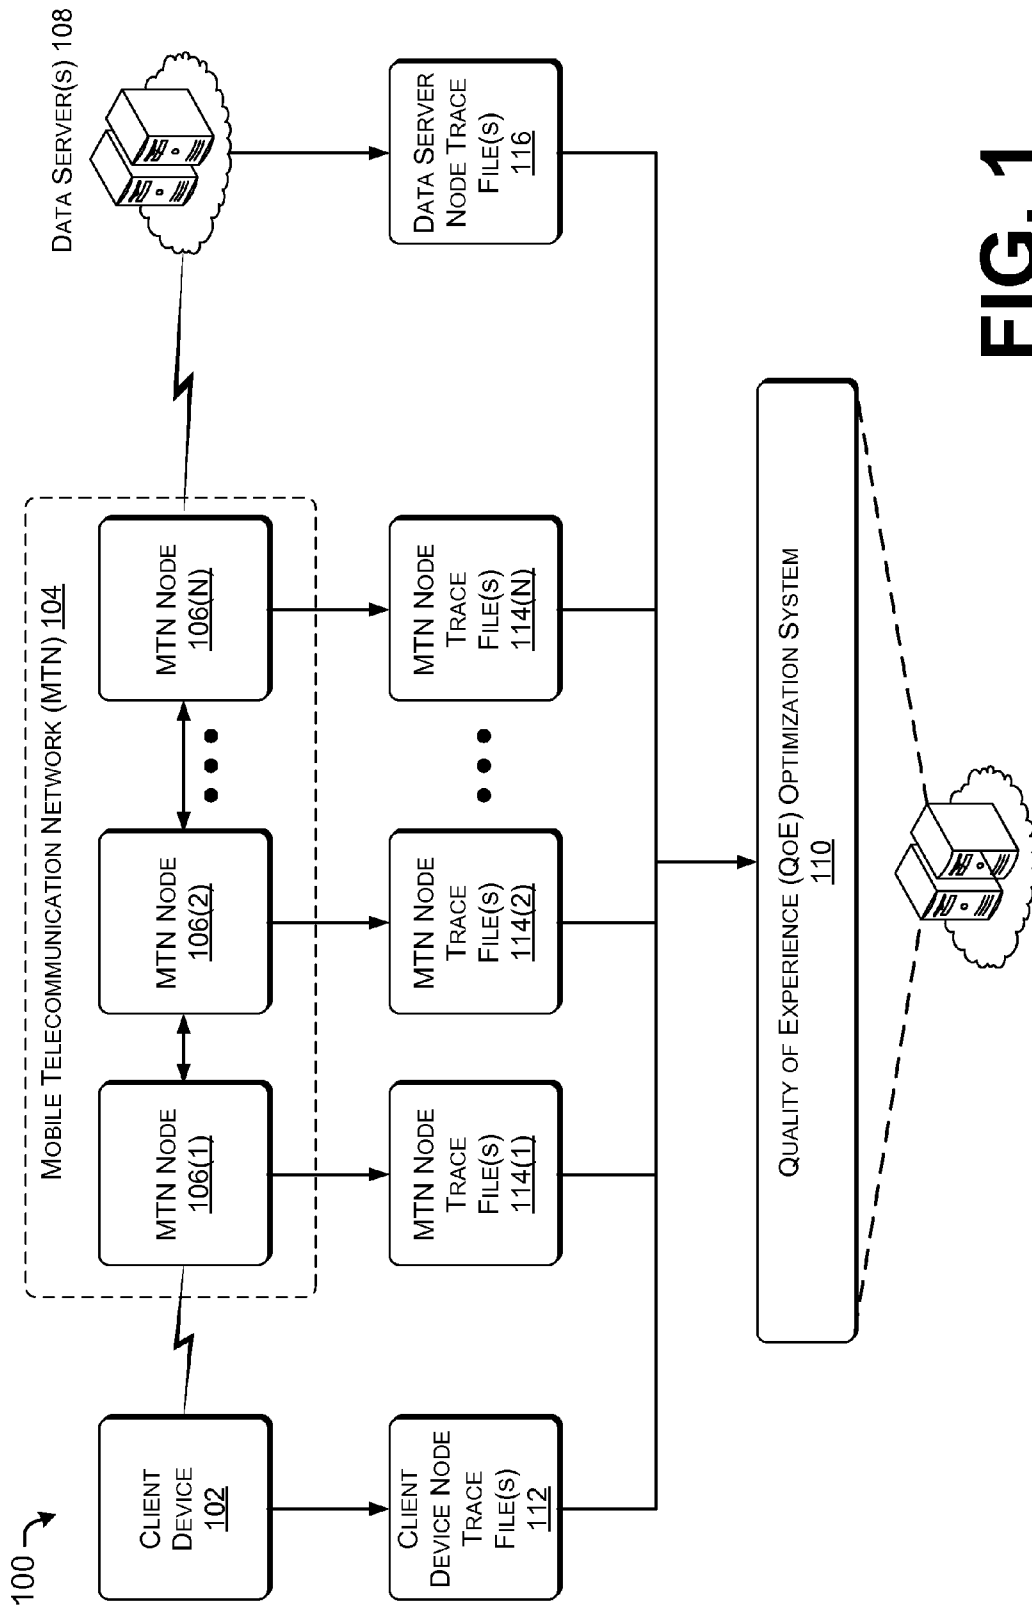 100
MOBILE TELECOMMUNICATION NETWORK (MTN) 104
DATA SERVER(S) 108
CLIENT
DEVICE
102
MTN NODE
106(1)
MTN NODE
106(2)
MTN NODE
106(N)
CLIENT
DEVICE NODE
TRACE
FILE(S)
112
MTN NODE
TRACE
FILE(S)
114(1)
MTN NODE
TRACE
FILE(S)
114(2)
MTN NODE
TRACE
FILE(S)
114(N)
DATA SERVER
NODE TRACE
FILE(S)
116
QUALITY OF EXPERIENCE (QOE) OPTIMIZATION SYSTEM
110
FIG. 1